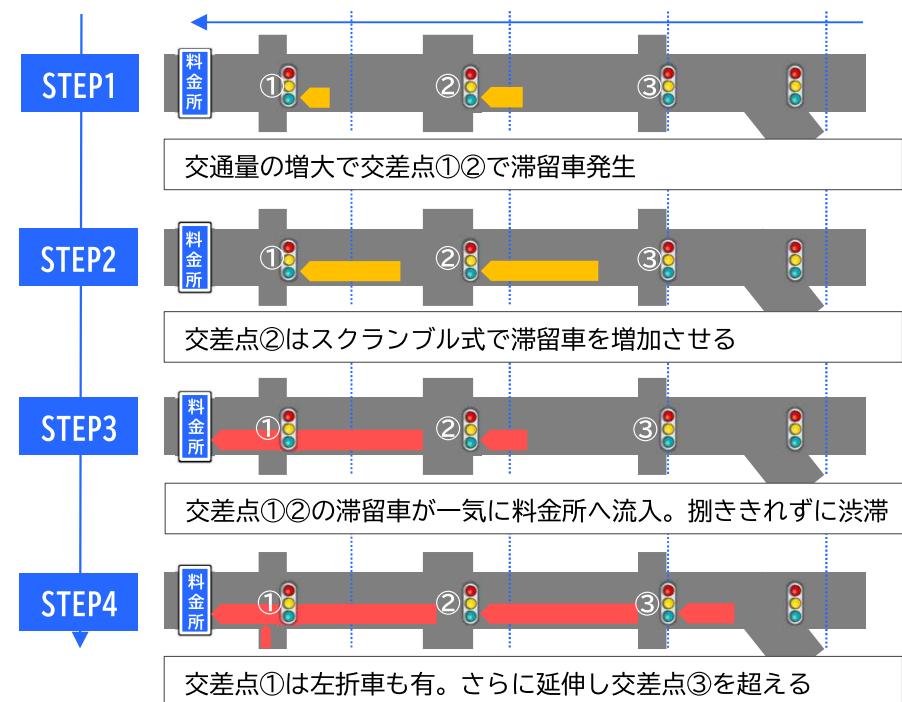 STEP1
料金所
①
②
③
交通量の増大で交差点①②で滞留車発生
STEP2
料金所
①
②
③
交差点②はスクランブル式で滞留車を増加させる
STEP3
料金所
①
②
③
交差点①②の滞留車が一気に料金所へ流入。捌ききれずに渋滞
STEP4
料金所
①
②
③
交差点①は左折車も有。さらに延伸し交差点③を超える